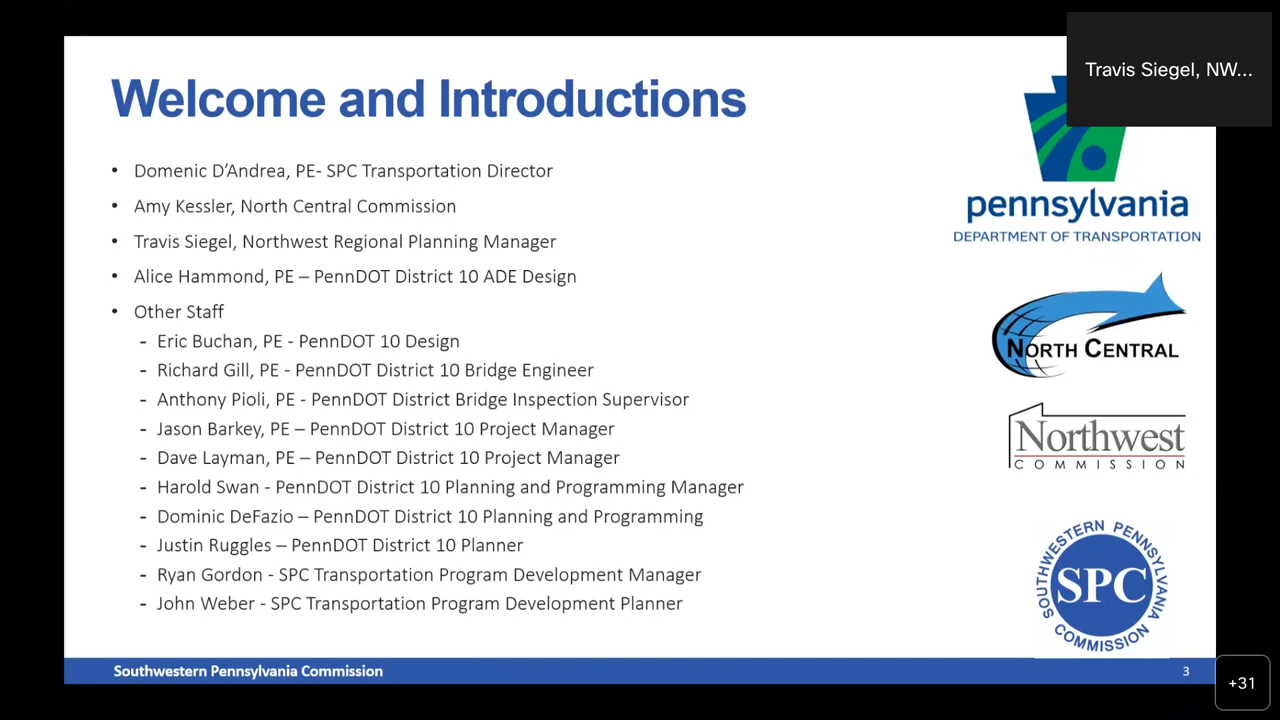 Travis Siegel, NW...
Welcome and Introductions
• Domenic D'Andrea, PE- SPC Transportation Director
• Amy Kessler, North Central Commission
• Travis Siegel, Northwest Regional Planning Manager
• Alice Hammond, PE – PennDOT District 10 ADE Design
• Other Staff
- Eric Buchan, PE - PennDOT 10 Design
- Richard Gill, PE - PennDOT District 10 Bridge Engineer
- Anthony Pioli, PE - PennDOT District Bridge Inspection Supervisor
- Jason Barkey, PE – PennDOT District 10 Project Manager
- Dave Layman, PE – PennDOT District 10 Project Manager
- Harold Swan - PennDOT District 10 Planning and Programming Manager
- Dominic DeFazio – PennDOT District 10 Planning and Programming
- Justin Ruggles – PennDOT District 10 Planner
- Ryan Gordon - SPC Transportation Program Development Manager
- John Weber - SPC Transportation Program Development Planner
pennsylvania
DEPARTMENT OF TRANSPORTATION
NORTH CENTRAL
Northwest
COMMISSION
SOUTHWESTERN PENNSYLVANIA
SPC
COMMISSION
Southwestern Pennsylvania Commission
3
+31